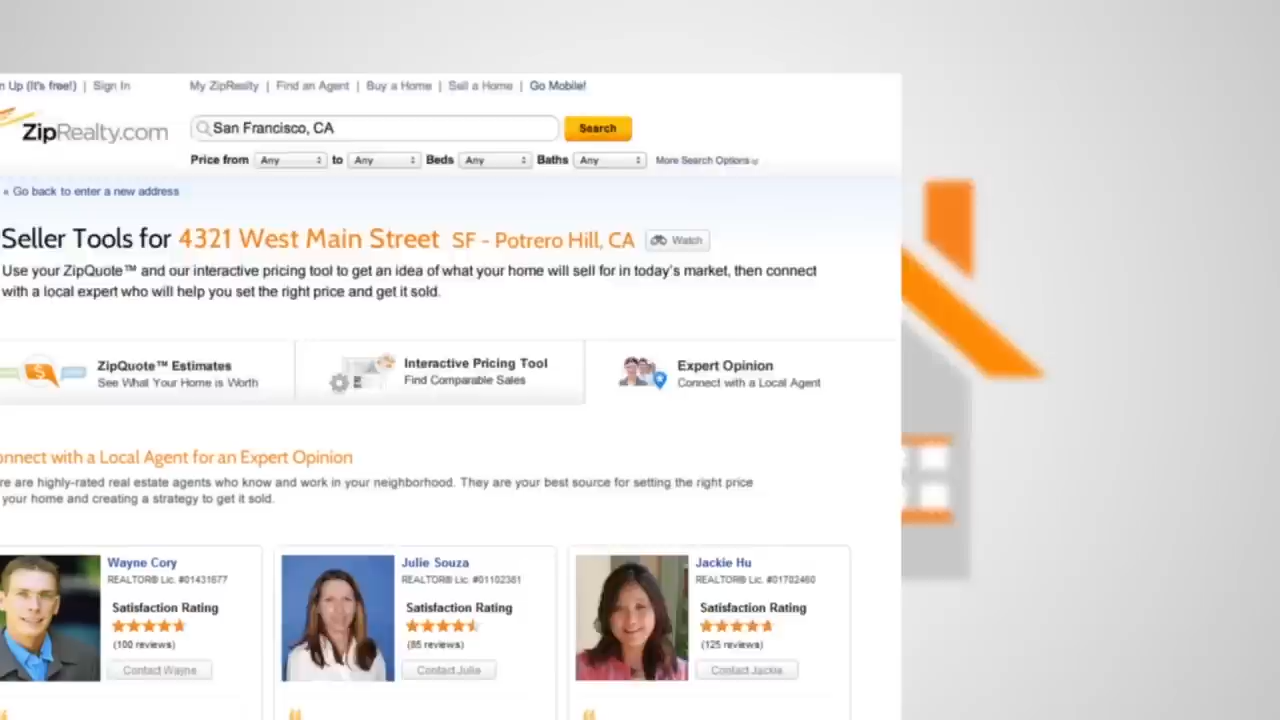 n Up (It's free!) | Sign In
My ZipRealty | Find an Agent | Buy a Home | Sell a Home | Go Mobile!
ZipRealty.com
San Francisco, CA
Search
Price from Any to Any Beds Any Baths Any More Search Options
« Go back to enter a new address
Seller Tools for 4321 West Main Street SF - Potrero Hill, CA Watch
Use your ZipQuote™ and our interactive pricing tool to get an idea of what your home will sell for in today's market, then connect
with a local expert who will help you set the right price and get it sold.
ZipQuote™ Estimates
See What Your Home is Worth
Interactive Pricing Tool
Find Comparable Sales
Expert Opinion
Connect with a Local Agent
onnect with a Local Agent for an Expert Opinion
re are highly-rated real estate agents who know and work in your neighborhood. They are your best source for setting the right price
your home and creating a strategy to get it sold.
Wayne Cory
REALTOR® Lic. #01431677
Satisfaction Rating
(100 reviews)
Contact Wayne
Julie Souza
REALTOR® Lic. #01102381
Satisfaction Rating
(85 reviews)
Contact Julie
Jackie Hu
REALTOR® Lic. #01702460
Satisfaction Rating
(125 reviews)
Contact Jackie